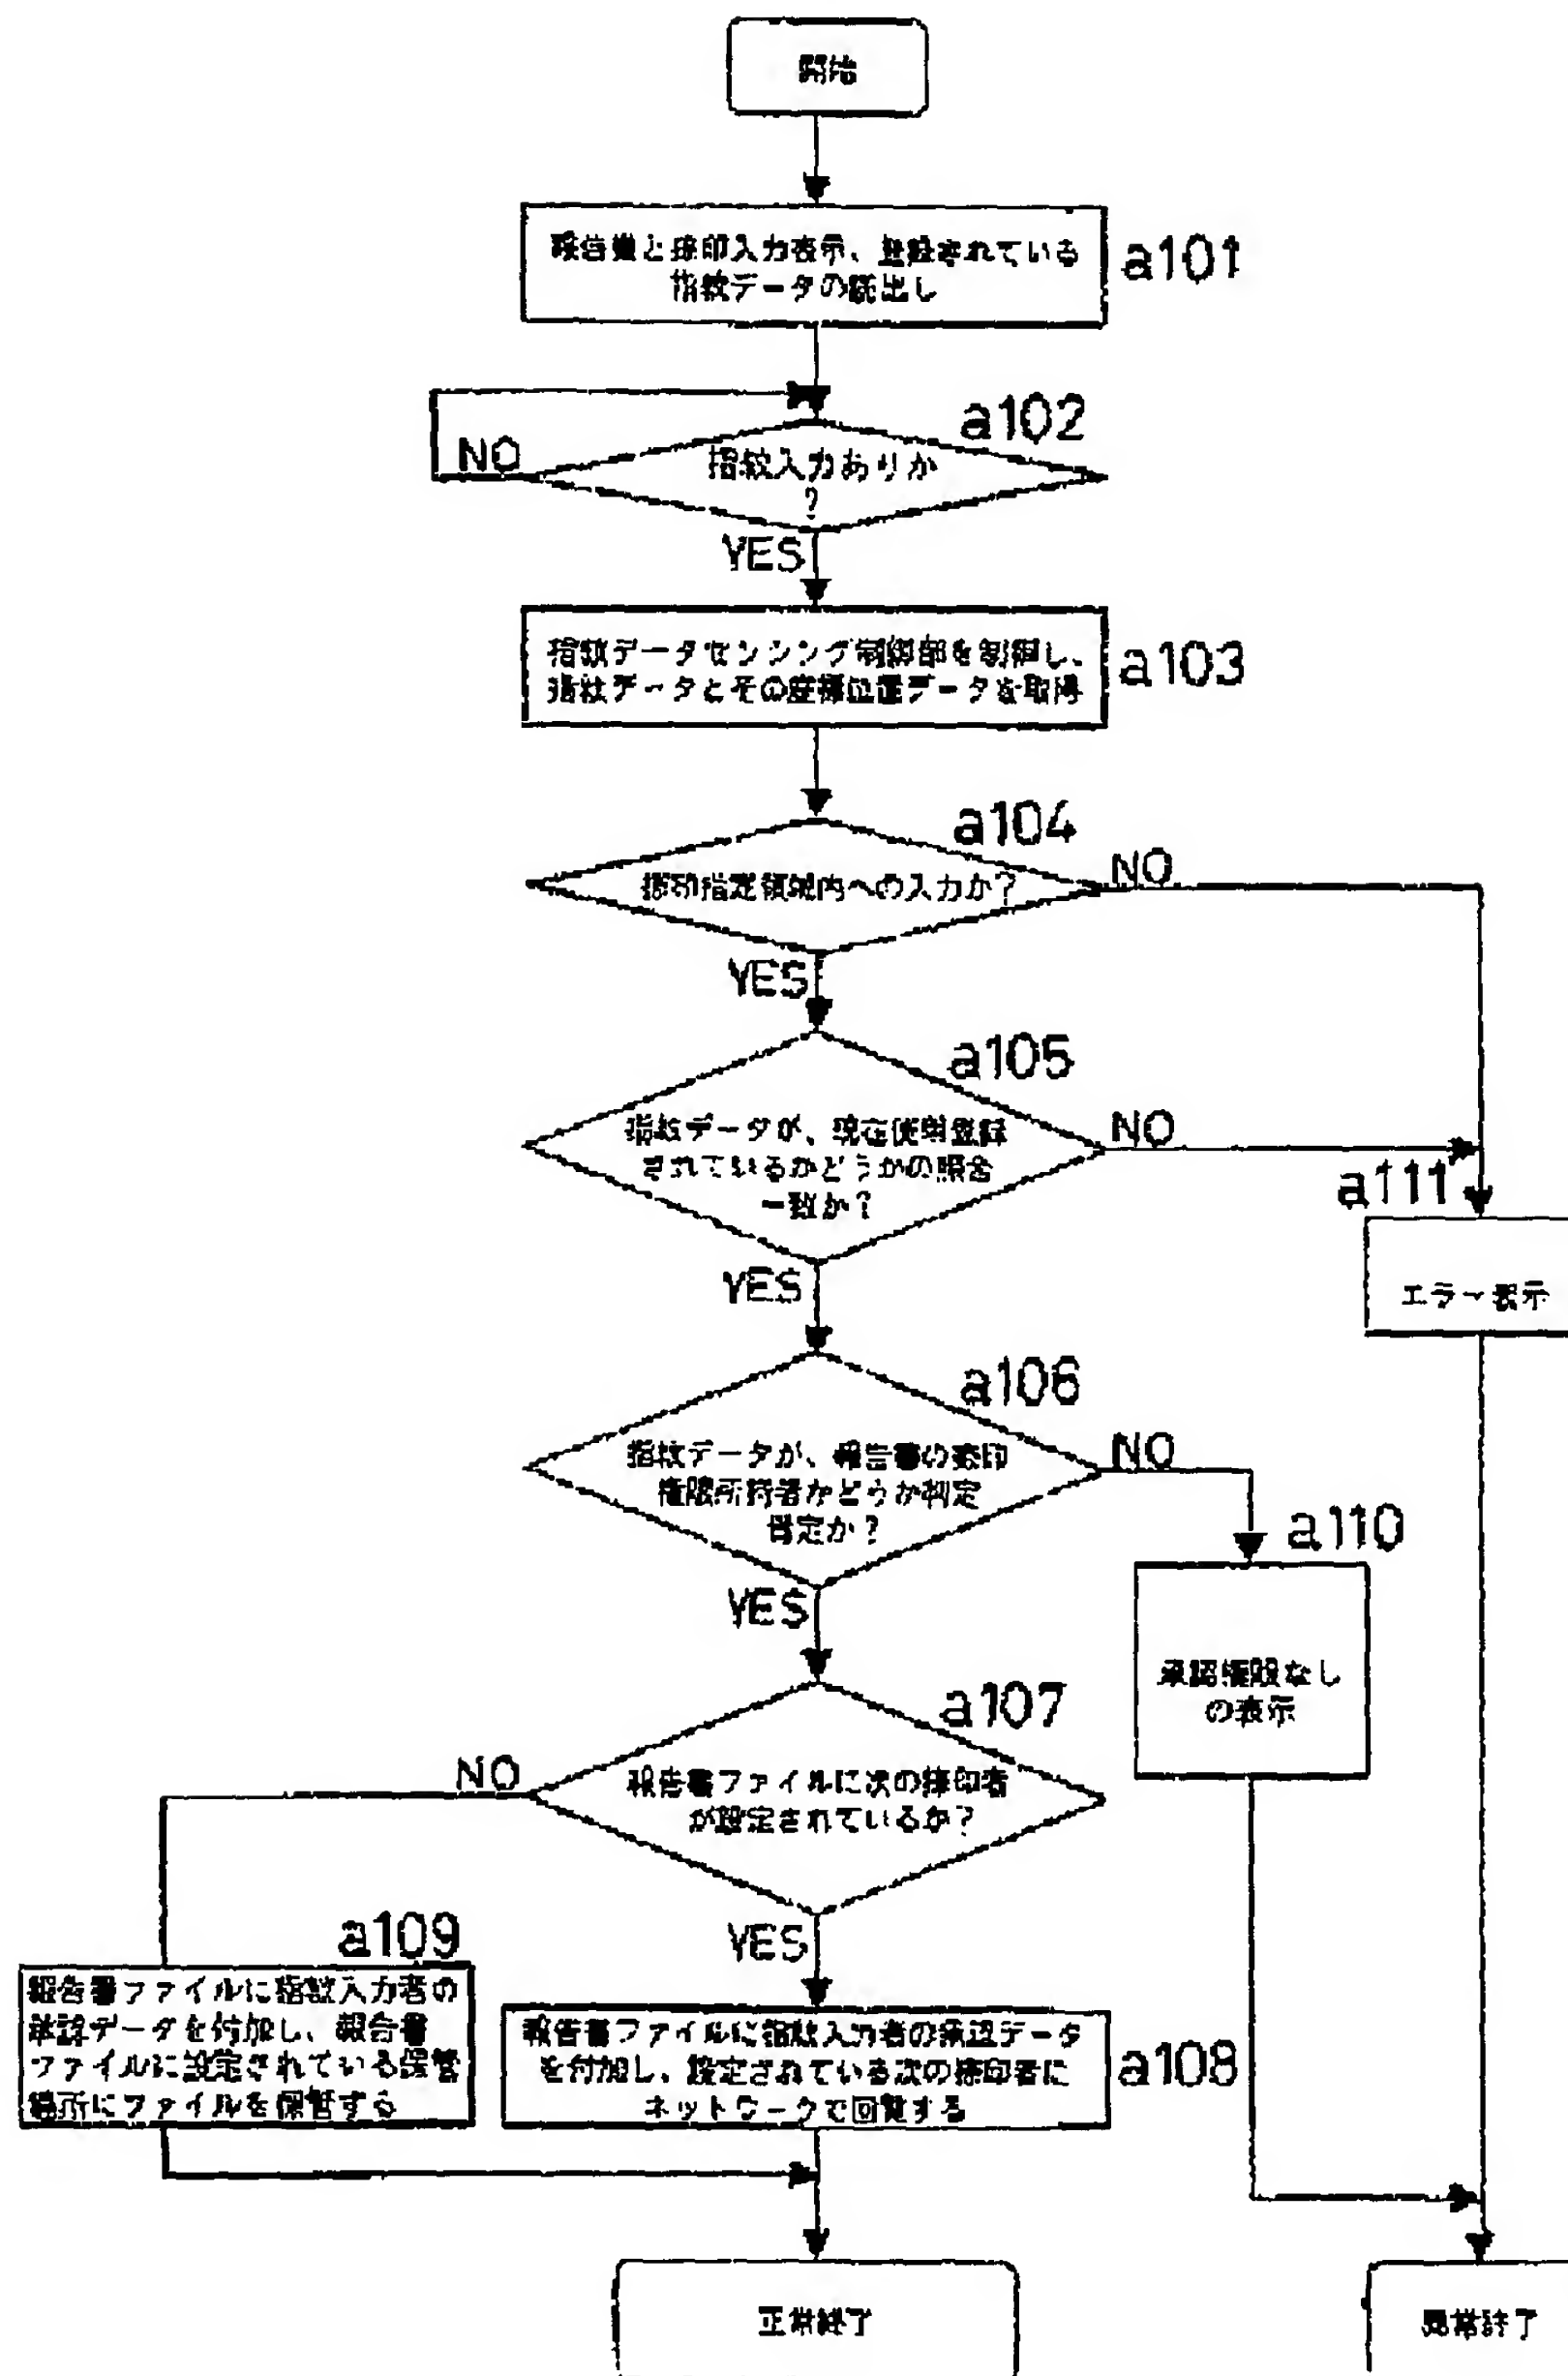 開始
報告書と捺印入力表示、登録されている
指紋データの読出し
a101
a102
NO
指紋入力ありか
?
YES
指紋データセンシング制御部を制御し、
指紋データとその座標位置データを取得
a103
a104
NO
捺印指定領域内への入力か?
YES
a105
指紋データが、現在使用登録
されているかどうかの照合
一致か?
NO
a111
エラー表示
YES
a106
指紋データが、報告書の捺印
権限所持者かどうか判定
肯定か?
NO
a110
承認権限なし
の表示
YES
a107
NO
報告書ファイルに次の捺印者
が設定されているか?
YES
a109
報告書ファイルに指紋入力者の
承認データを付加し、報告書
ファイルに設定されている保管
場所にファイルを保管する
報告書ファイルに指紋入力者の承認データ
を付加し、設定されている次の捺印者に
ネットワークで回覧する
a108
正常終了
異常終了